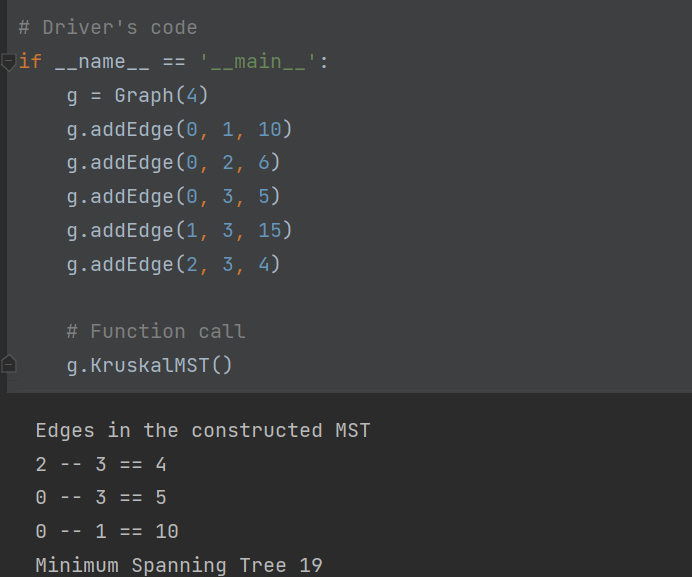 # Driver's code
if __name__ == '__main__':
    g = Graph(4)
    g.addEdge(0, 1, 10)
    g.addEdge(0, 2, 6)
    g.addEdge(0, 3, 5)
    g.addEdge(1, 3, 15)
    g.addEdge(2, 3, 4)
    # Function call
    g.KruskalMST()
Edges in the constructed MST
2 -- 3 == 4
0 -- 3 == 5
0 -- 1 == 10
Minimum Spanning Tree 19